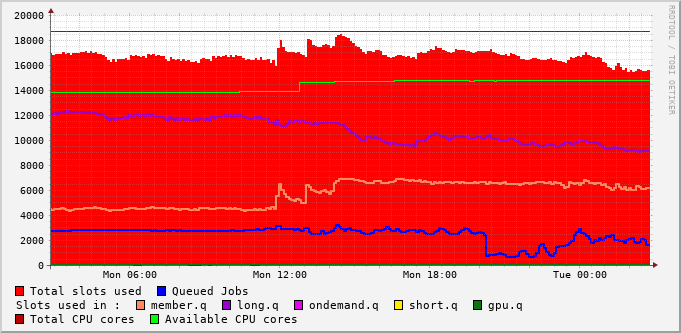 20000
18000
16000
14000
12000
10000
8000
6000
4000
2000
0
Mon 06:00 Mon 12:00 Mon 18:00 Tue 00:00
Total slots used Queued Jobs
Slots used in : member.q long.q ondemand.q short.q gpu.q
Total CPU cores Available CPU cores
RRDTOOL / TOBI OETIKER